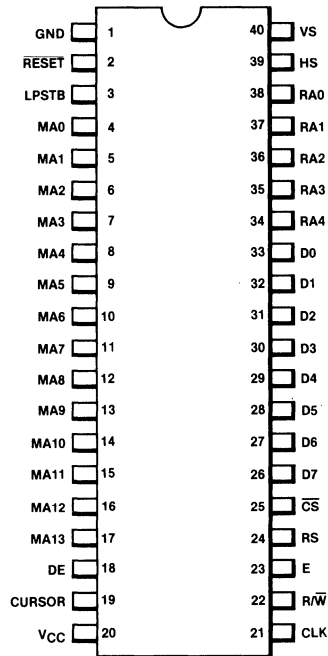 GND 1 40 VS
R̅E̅S̅E̅T̅ 2 39 HS
LPSTB 3 38 RA0
MA0 4 37 RA1
MA1 5 36 RA2
MA2 6 35 RA3
MA3 7 34 RA4
MA4 8 33 D0
MA5 9 32 D1
MA6 10 31 D2
MA7 11 30 D3
MA8 12 29 D4
MA9 13 28 D5
MA10 14 27 D6
MA11 15 26 D7
MA12 16 25 C̅S̅
MA13 17 24 RS
DE 18 23 E
CURSOR 19 22 R/W̅
VCC 20 21 CLK